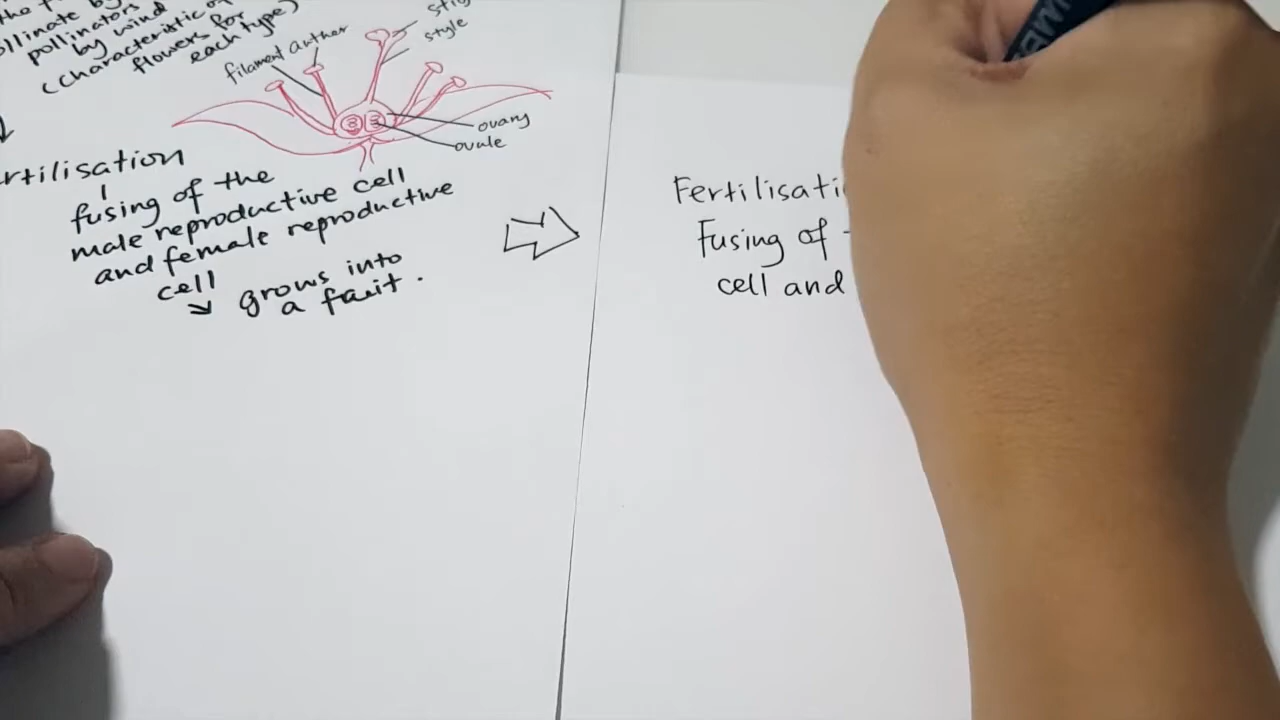 the
pollinate by
pollinators
by wind
(characteristic of
flowers for
each type)
filament anther
style
ovary
ovule
rtilisation
fusing of the
male reproductive cell
and female reproductive
cell
grows into
a fruit.
Fertilisati
Fusing of
cell and